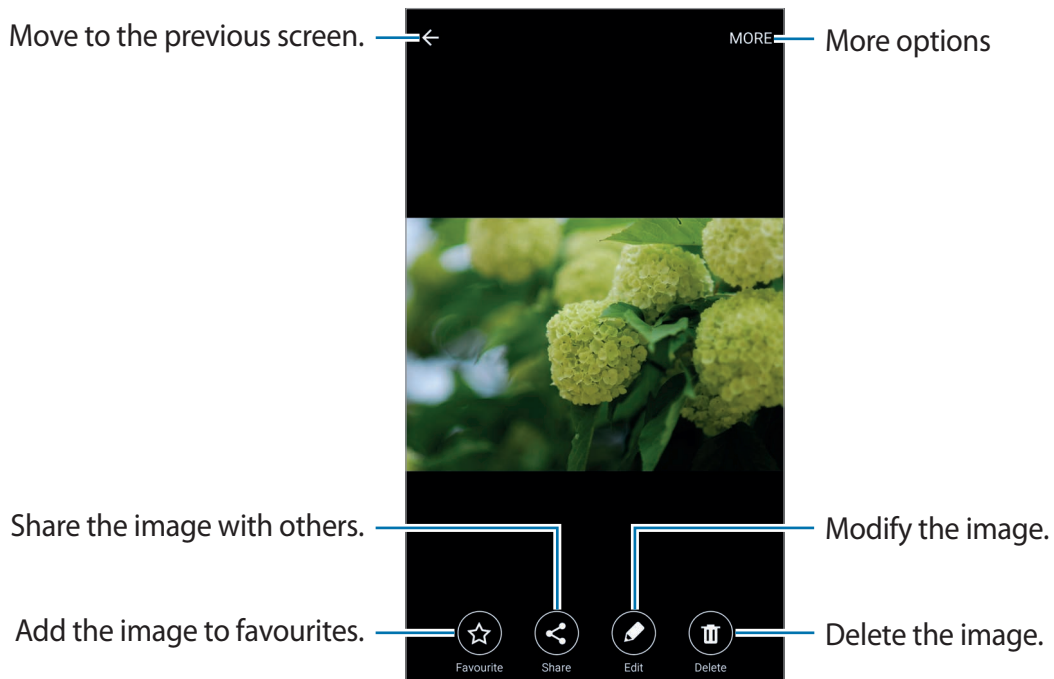 Move to the previous screen.
MORE
More options
Share the image with others.
Modify the image.
Add the image to favourites.
Delete the image.
Favourite
Share
Edit
Delete